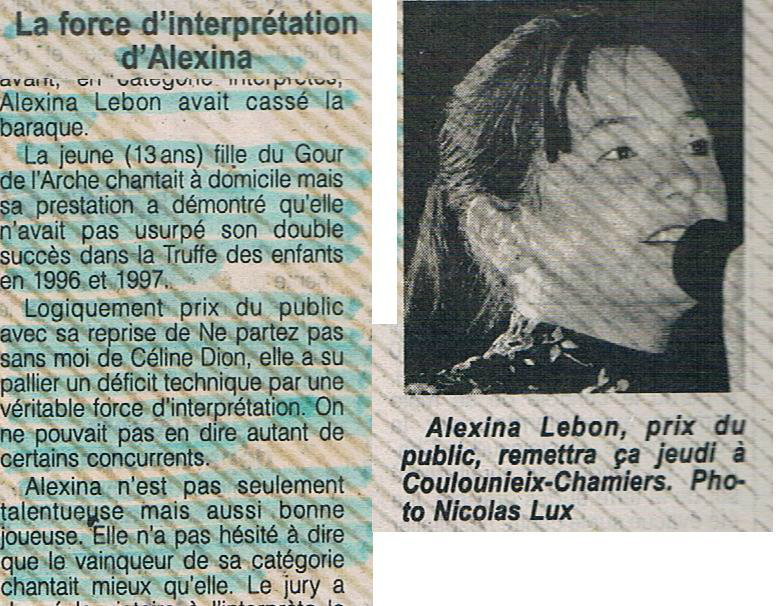 La force d'interprétation
d'Alexina
avant, en catégorie interprètes,
Alexina Lebon avait cassé la
baraque.
La jeune (13 ans) fille du Gour
de l'Arche chantait à domicile mais
sa prestation a démontré qu'elle
n'avait pas usurpé son double
succès dans la Truffe des enfants
en 1996 et 1997.
Logiquement prix du public
avec sa reprise de Ne partez pas
sans moi de Céline Dion, elle a su
pallier un déficit technique par une
véritable force d'interprétation. On
ne pouvait pas en dire autant de
certains concurrents.
Alexina n'est pas seulement
talentueuse mais aussi bonne
joueuse. Elle n'a pas hésité à dire
que le vainqueur de sa catégorie
chantait mieux qu'elle. Le jury a
Alexina Lebon, prix du
public, remettra ça jeudi à
Coulounieix-Chamiers. Pho-
to Nicolas Lux